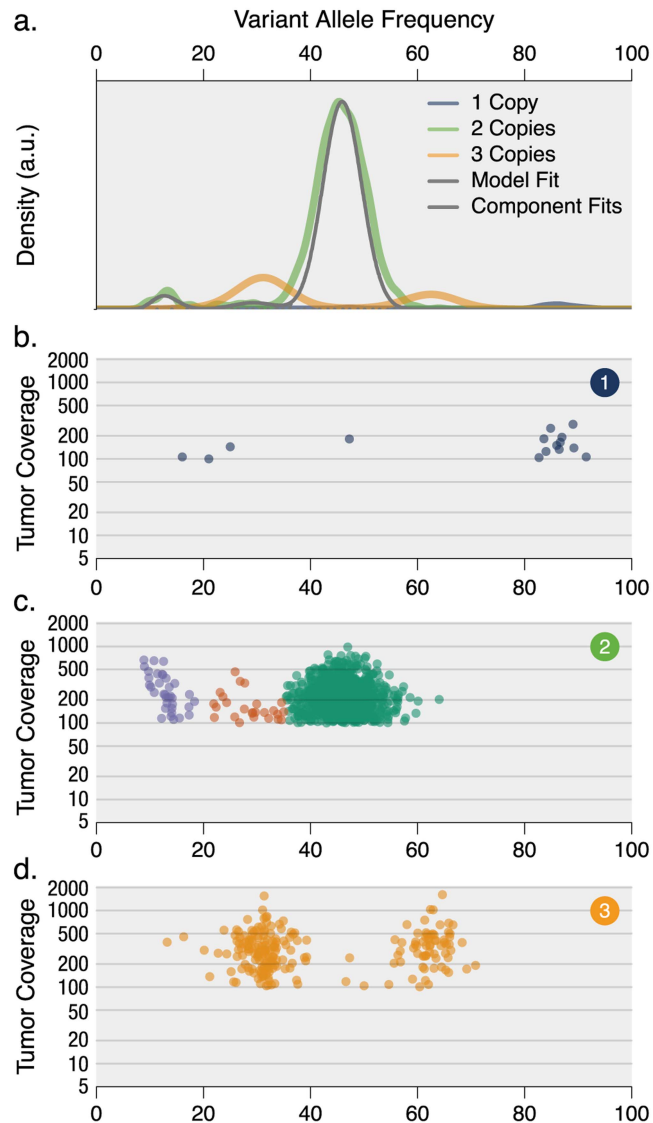 a.
Variant Allele Frequency
0 20 40 60 80 100
Density (a.u.)
1 Copy
2 Copies
3 Copies
Model Fit
Component Fits
b.
Tumor Coverage
2000
1000
500
200
100
50
20
10
5
1
0 20 40 60 80 100
c.
Tumor Coverage
2000
1000
500
200
100
50
20
10
5
2
0 20 40 60 80 100
d.
Tumor Coverage
2000
1000
500
200
100
50
20
10
5
3
0 20 40 60 80 100